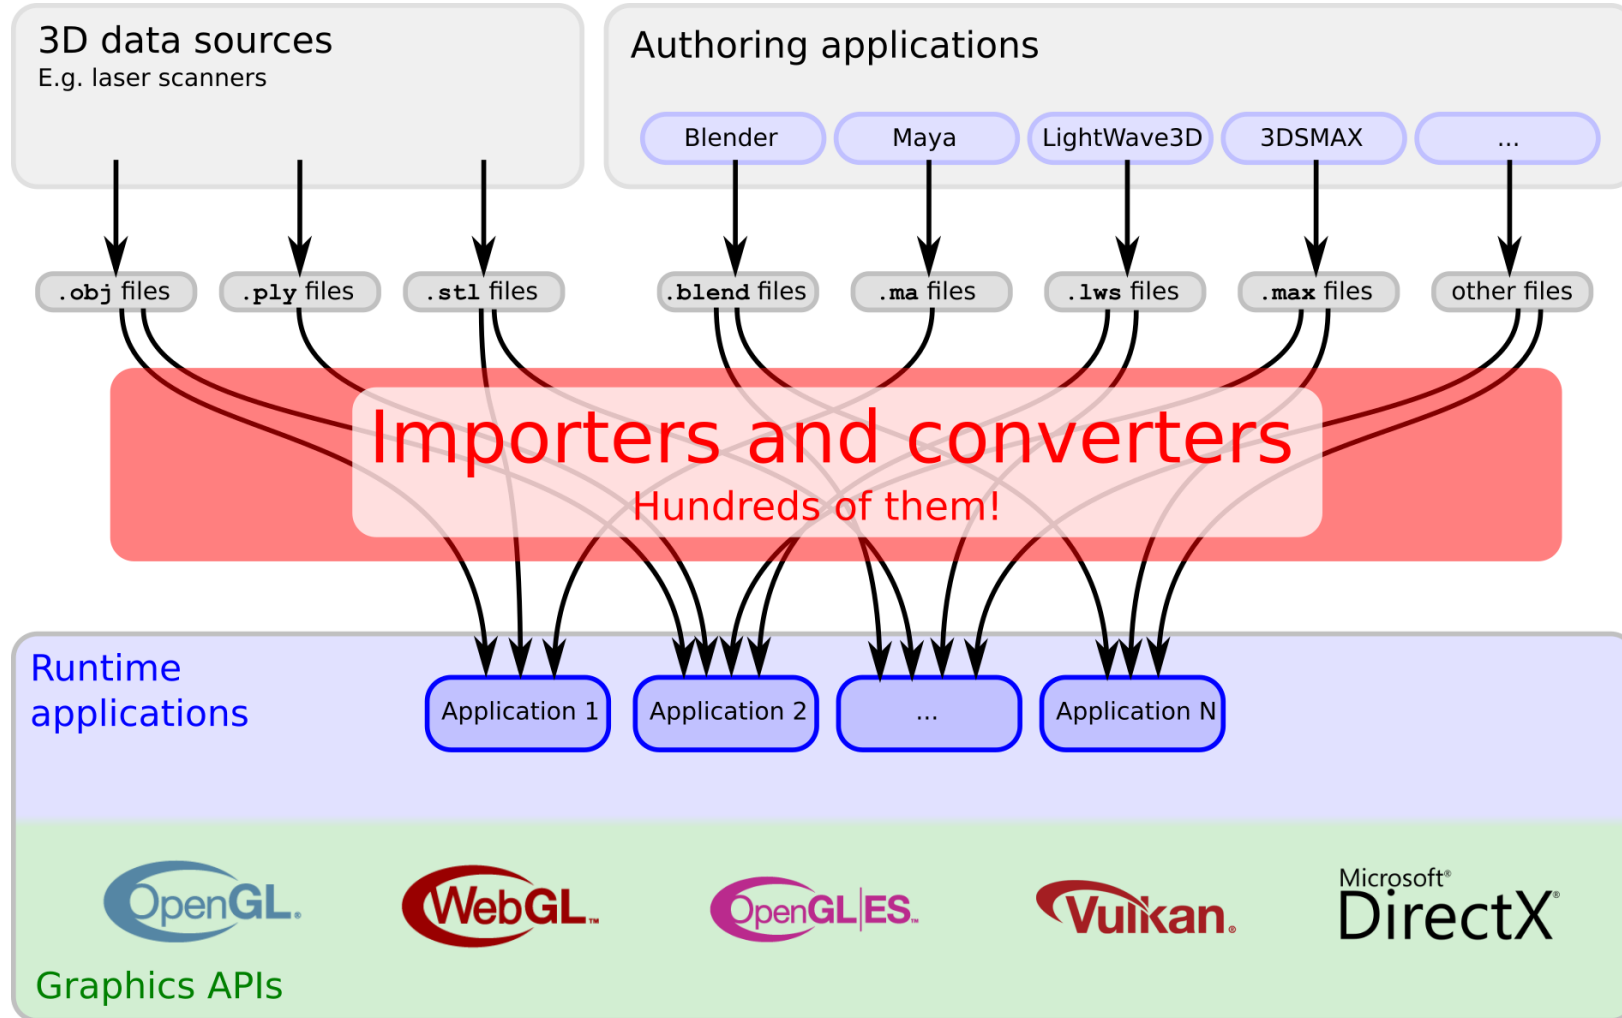 3D data sources
E.g. laser scanners
Authoring applications
Blender
Maya
LightWave3D
3DSMAX
...
.obj files
.ply files
.stl files
.blend files
.ma files
.lws files
.max files
other files
Importers and converters
Hundreds of them!
Runtime
applications
Application 1
Application 2
...
Application N
OpenGL®
WebGL™
OpenGL|ES™
Vulkan®
Microsoft®
DirectX®
Graphics APIs